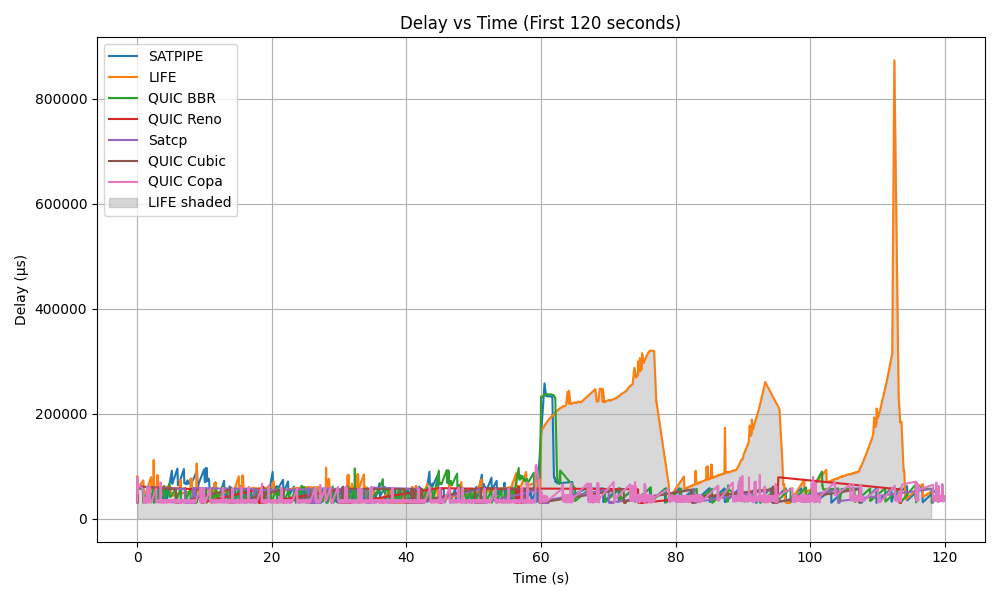 Delay vs Time (First 120 seconds)
SATPIPE
LIFE
QUIC BBR
QUIC Reno
Satcp
QUIC Cubic
QUIC Copa
LIFE shaded
800000
600000
400000
200000
0
Delay (µs)
0 20 40 60 80 100 120
Time (s)